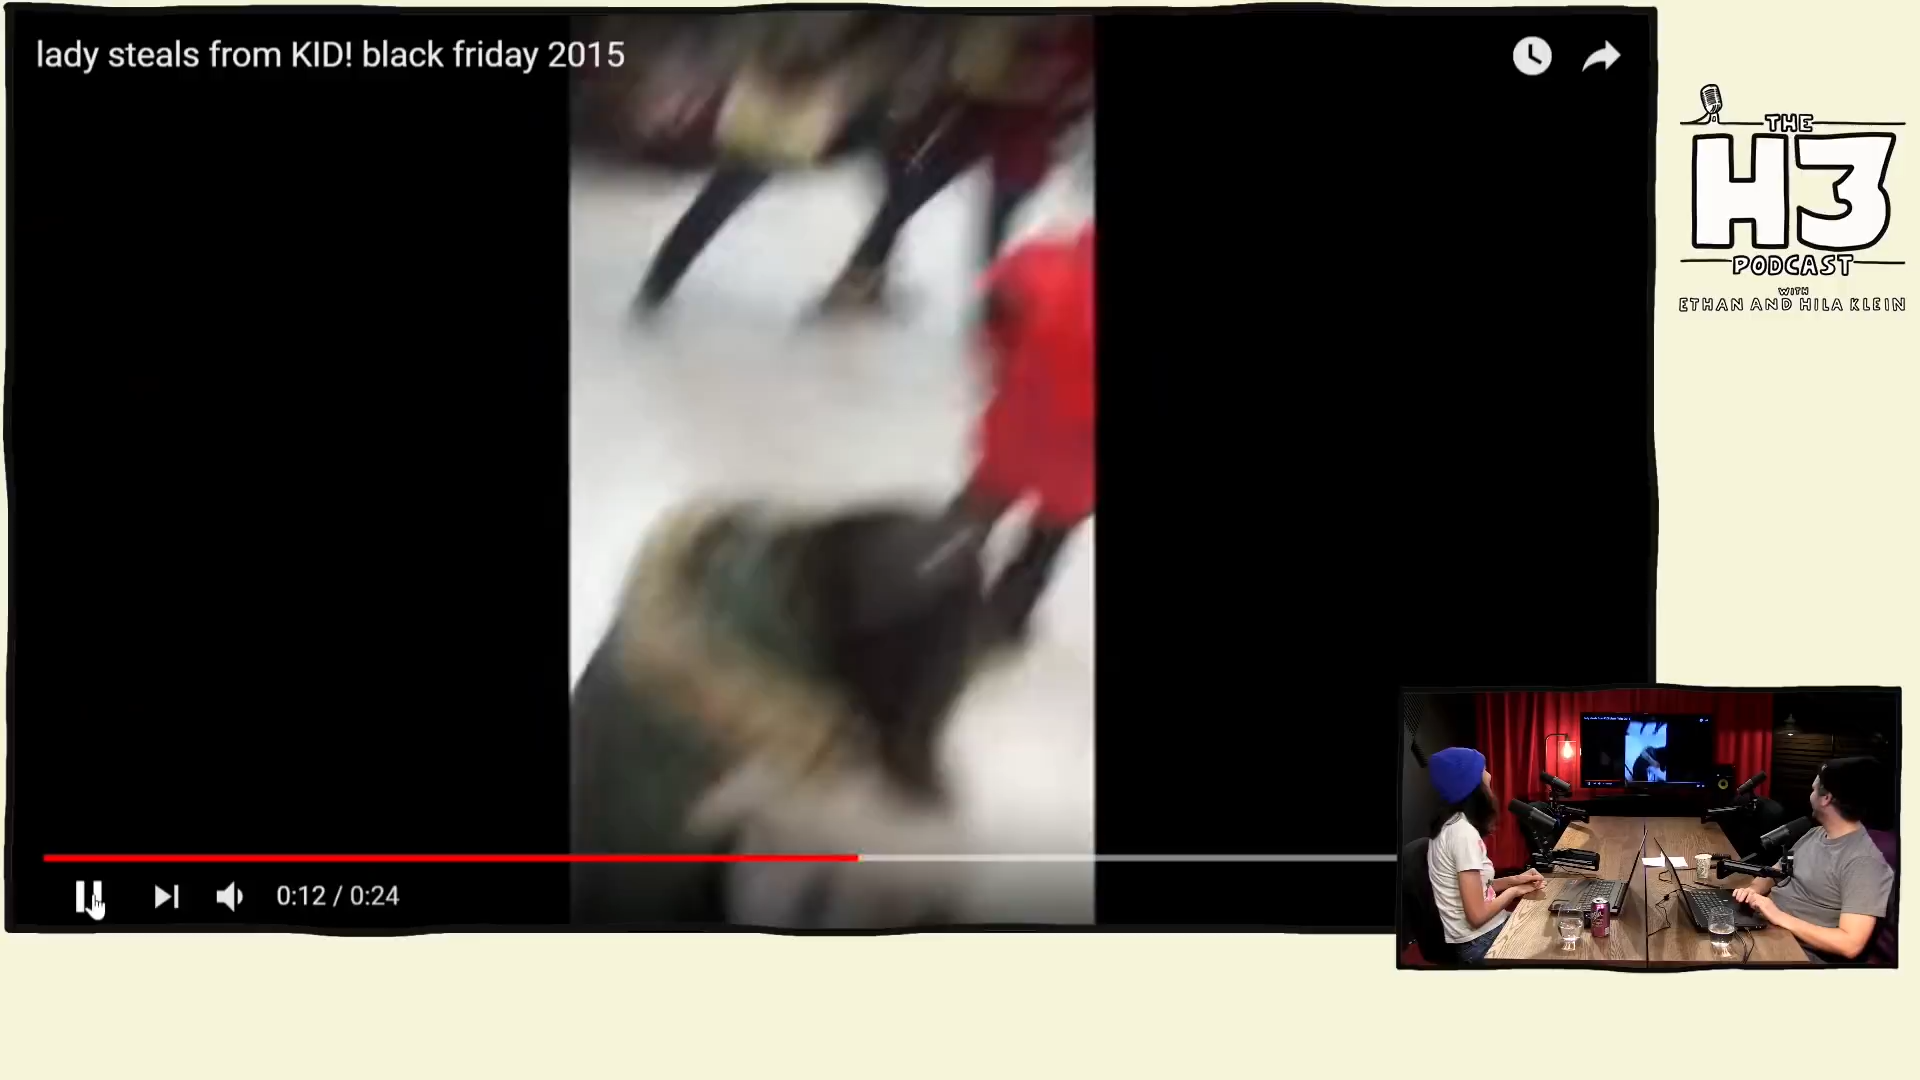 lady steals from KID! black friday 2015
THE
H3
PODCAST
WITH
ETHAN AND HILA KLEIN
0:12 / 0:24